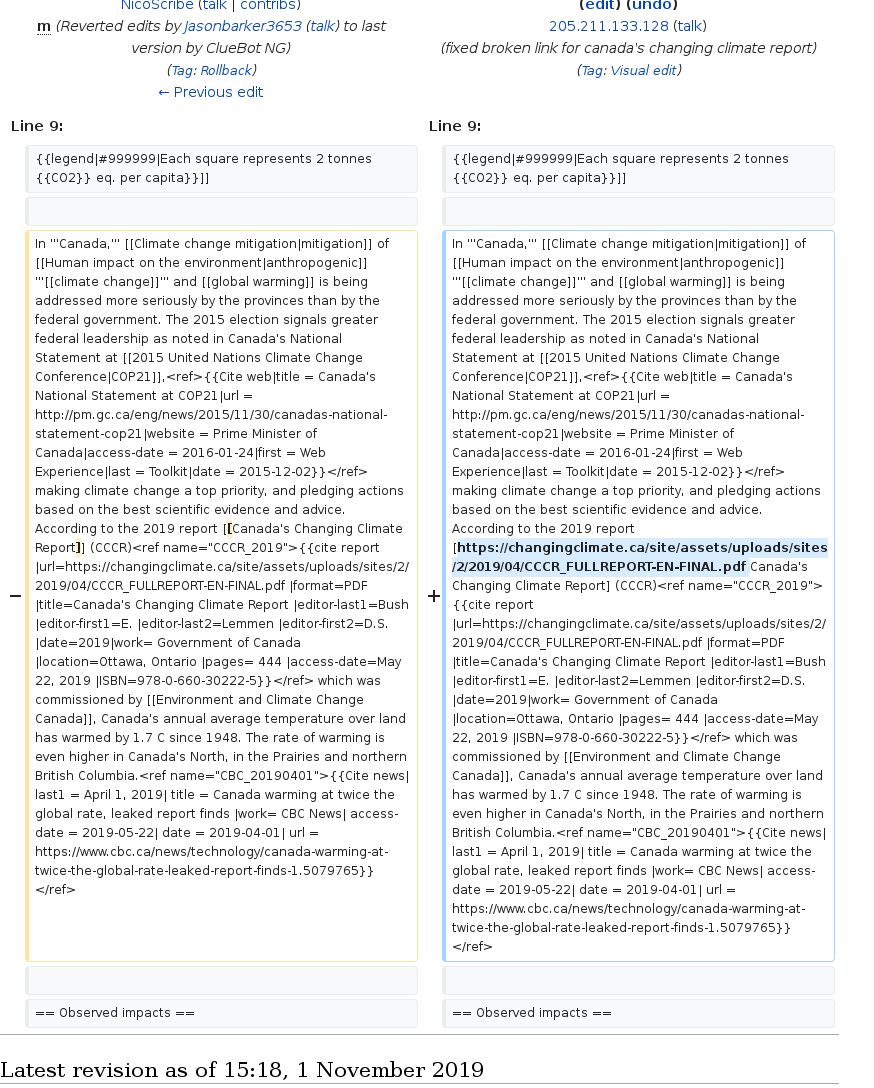 NicoScribe (talk | contribs)
m (Reverted edits by Jasonbarker3653 (talk) to last
version by ClueBot NG)
(Tag: Rollback)
← Previous edit
(edit) (undo)
205.211.133.128 (talk)
(fixed broken link for canada's changing climate report)
(Tag: Visual edit)
Line 9:
{{legend|#999999|Each square represents 2 tonnes
{{CO2}} eq. per capita}}]]
−
In '''Canada,''' [[Climate change mitigation|mitigation]] of
[[Human impact on the environment|anthropogenic]]
'''[[climate change]]''' and [[global warming]] is being
addressed more seriously by the provinces than by the
federal government. The 2015 election signals greater
federal leadership as noted in Canada's National
Statement at [[2015 United Nations Climate Change
Conference|COP21]],<ref>{{Cite web|title = Canada's
National Statement at COP21|url =
http://pm.gc.ca/eng/news/2015/11/30/canadas-national-
statement-cop21|website = Prime Minister of
Canada|access-date = 2016-01-24|first = Web
Experience|last = Toolkit|date = 2015-12-02}}</ref>
making climate change a top priority, and pledging actions
based on the best scientific evidence and advice.
According to the 2019 report [[Canada's Changing Climate
Report]] (CCCR)<ref name="CCCR_2019">{{cite report
|url=https://changingclimate.ca/site/assets/uploads/sites/2/
2019/04/CCCR_FULLREPORT-EN-FINAL.pdf |format=PDF
|title=Canada's Changing Climate Report |editor-last1=Bush
|editor-first1=E. |editor-last2=Lemmen |editor-first2=D.S.
|date=2019|work= Government of Canada
|location=Ottawa, Ontario |pages= 444 |access-date=May
22, 2019 |ISBN=978-0-660-30222-5}}</ref> which was
commissioned by [[Environment and Climate Change
Canada]], Canada's annual average temperature over land
has warmed by 1.7 C since 1948. The rate of warming is
even higher in Canada's North, in the Prairies and northern
British Columbia.<ref name="CBC_20190401">{{Cite news|
last1 = April 1, 2019| title = Canada warming at twice the
global rate, leaked report finds |work= CBC News| access-
date = 2019-05-22| date = 2019-04-01| url =
https://www.cbc.ca/news/technology/canada-warming-at-
twice-the-global-rate-leaked-report-finds-1.5079765}}
</ref>
== Observed impacts ==
Line 9:
{{legend|#999999|Each square represents 2 tonnes
{{CO2}} eq. per capita}}]]
+
In '''Canada,''' [[Climate change mitigation|mitigation]] of
[[Human impact on the environment|anthropogenic]]
'''[[climate change]]''' and [[global warming]] is being
addressed more seriously by the provinces than by the
federal government. The 2015 election signals greater
federal leadership as noted in Canada's National
Statement at [[2015 United Nations Climate Change
Conference|COP21]],<ref>{{Cite web|title = Canada's
National Statement at COP21|url =
http://pm.gc.ca/eng/news/2015/11/30/canadas-national-
statement-cop21|website = Prime Minister of
Canada|access-date = 2016-01-24|first = Web
Experience|last = Toolkit|date = 2015-12-02}}</ref>
making climate change a top priority, and pledging actions
based on the best scientific evidence and advice.
According to the 2019 report
[https://changingclimate.ca/site/assets/uploads/sites
/2/2019/04/CCCR_FULLREPORT-EN-FINAL.pdf Canada's
Changing Climate Report] (CCCR)<ref name="CCCR_2019">
{{cite report
|url=https://changingclimate.ca/site/assets/uploads/sites/2/
2019/04/CCCR_FULLREPORT-EN-FINAL.pdf |format=PDF
|title=Canada's Changing Climate Report |editor-last1=Bush
|editor-first1=E. |editor-last2=Lemmen |editor-first2=D.S.
|date=2019|work= Government of Canada
|location=Ottawa, Ontario |pages= 444 |access-date=May
22, 2019 |ISBN=978-0-660-30222-5}}</ref> which was
commissioned by [[Environment and Climate Change
Canada]], Canada's annual average temperature over land
has warmed by 1.7 C since 1948. The rate of warming is
even higher in Canada's North, in the Prairies and northern
British Columbia.<ref name="CBC_20190401">{{Cite news|
last1 = April 1, 2019| title = Canada warming at twice the
global rate, leaked report finds |work= CBC News| access-
date = 2019-05-22| date = 2019-04-01| url =
https://www.cbc.ca/news/technology/canada-warming-at-
twice-the-global-rate-leaked-report-finds-1.5079765}}
</ref>
== Observed impacts ==
Latest revision as of 15:18, 1 November 2019